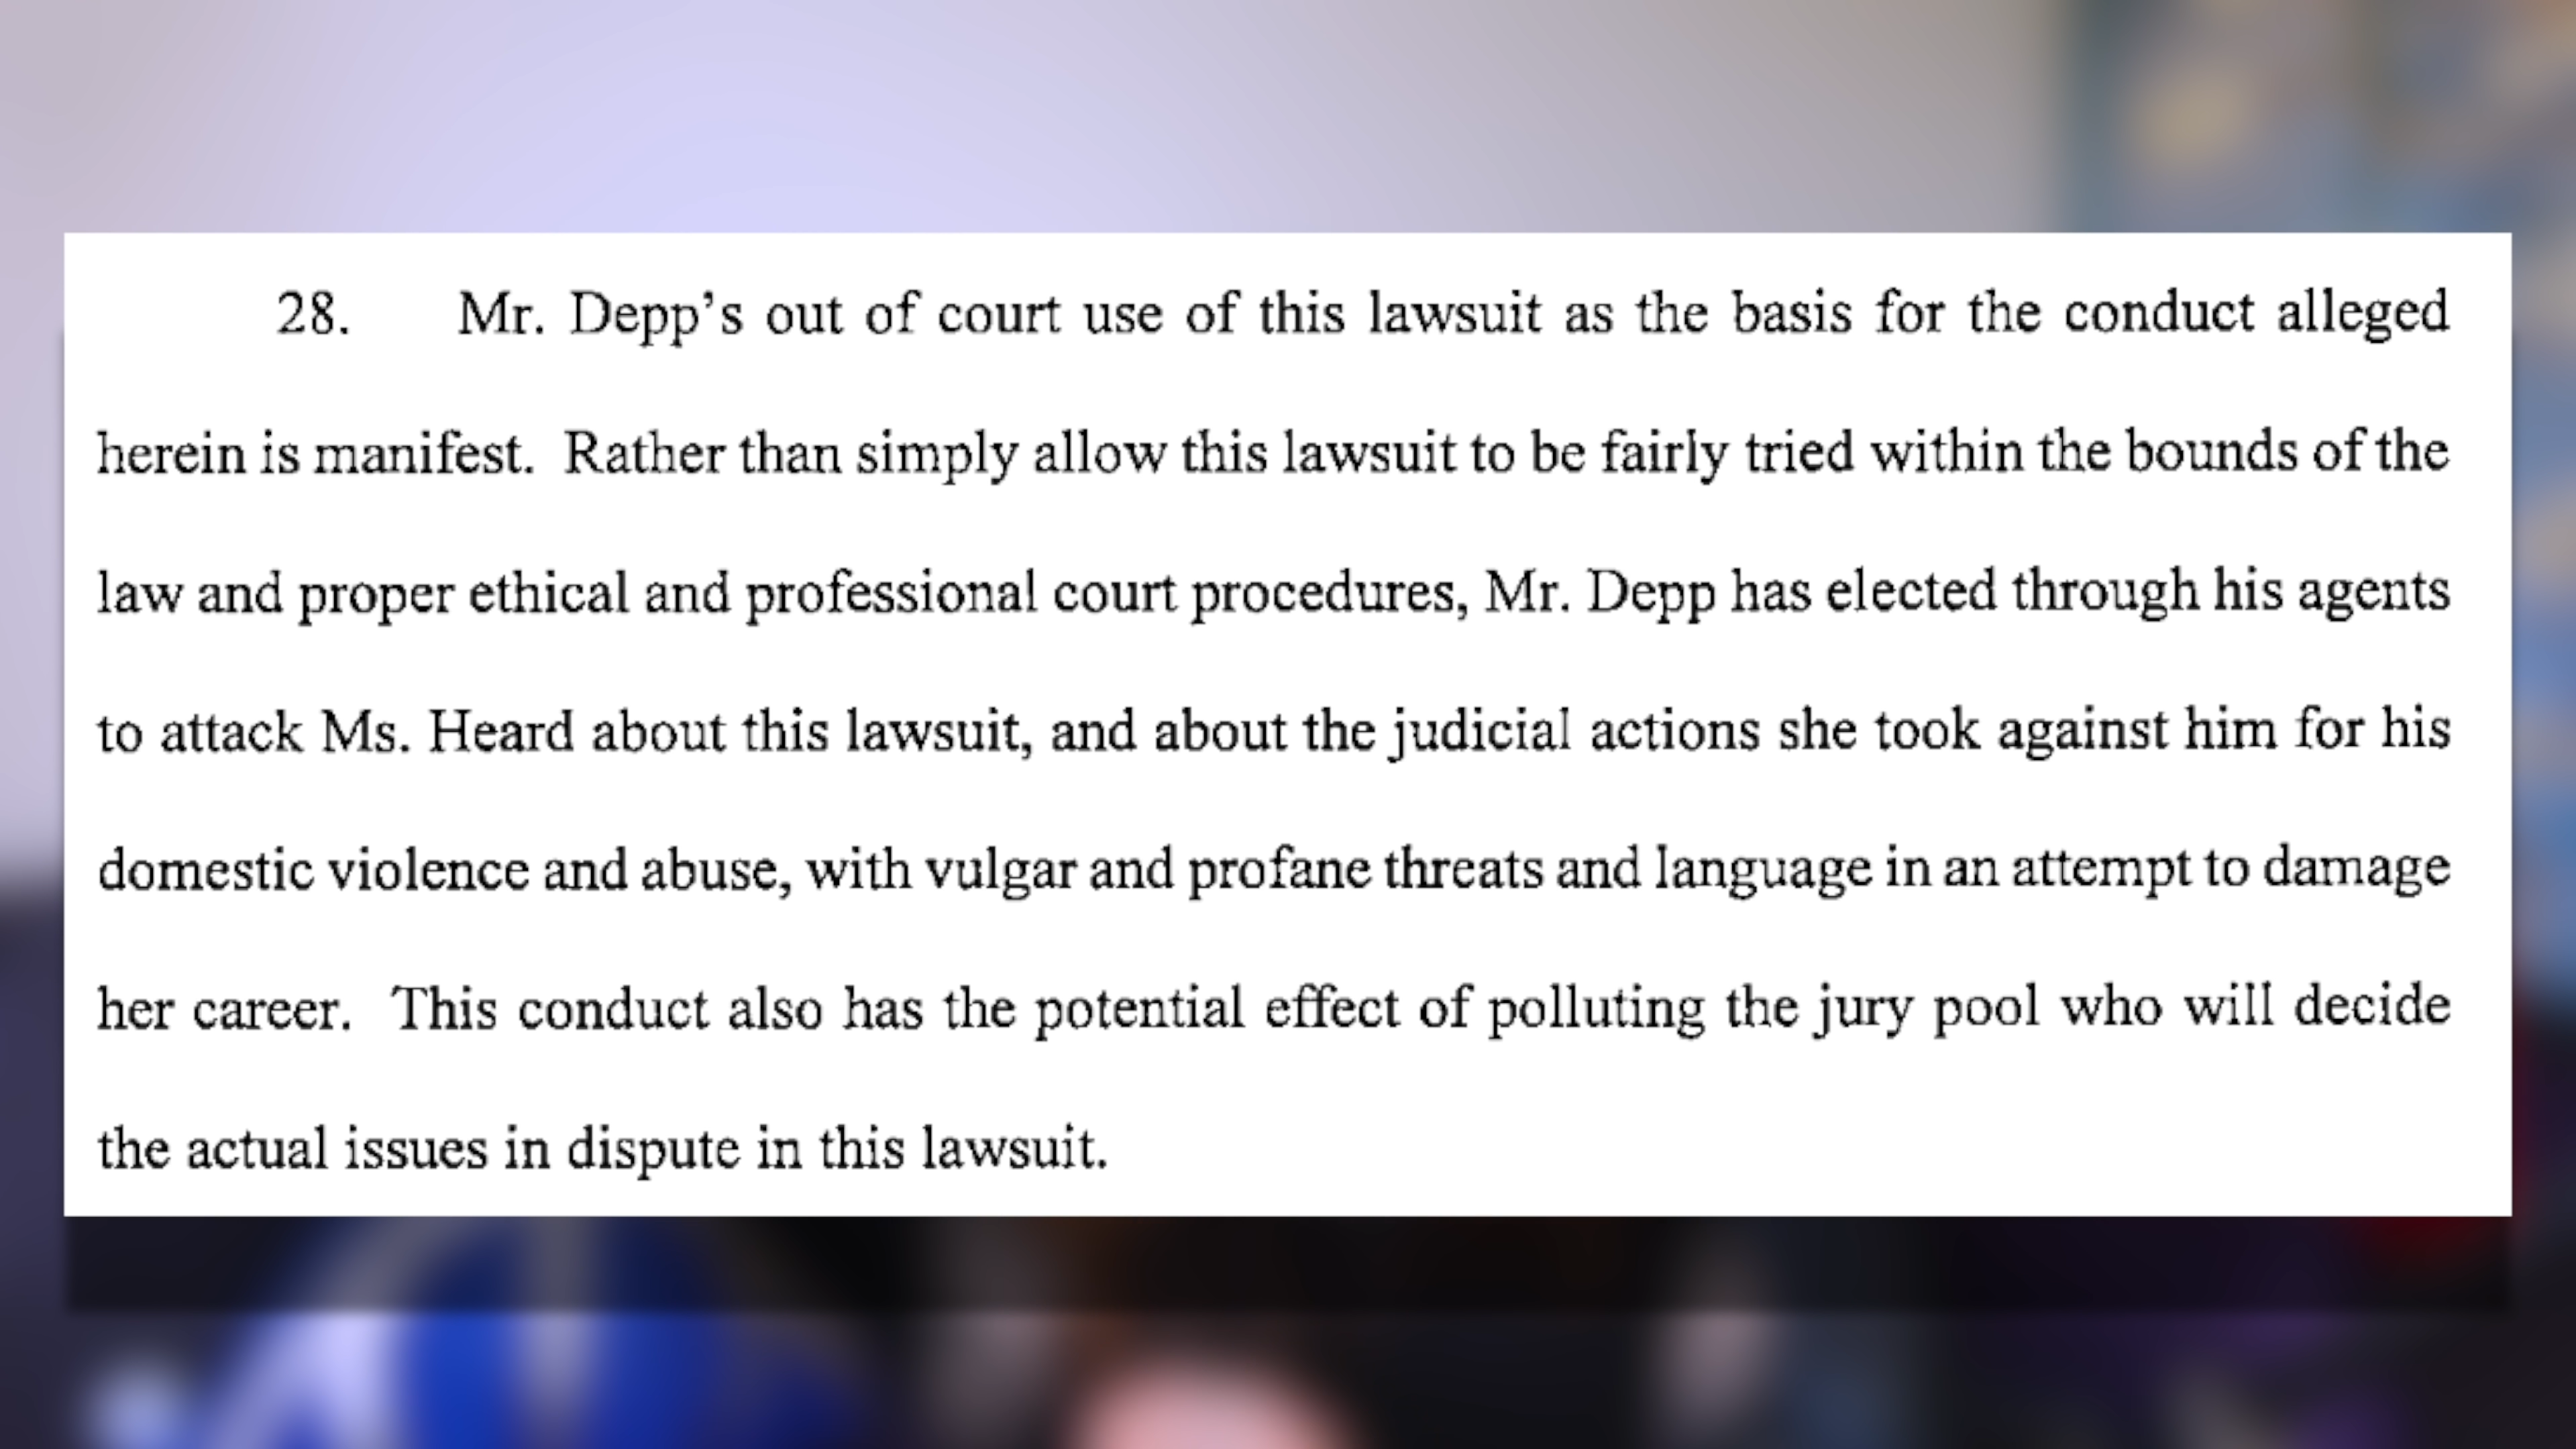 28. Mr. Depp’s out of court use of this lawsuit as the basis for the conduct alleged
herein is manifest. Rather than simply allow this lawsuit to be fairly tried within the bounds of the
law and proper ethical and professional court procedures, Mr. Depp has elected through his agents
to attack Ms. Heard about this lawsuit, and about the judicial actions she took against him for his
domestic violence and abuse, with vulgar and profane threats and language in an attempt to damage
her career. This conduct also has the potential effect of polluting the jury pool who will decide
the actual issues in dispute in this lawsuit.